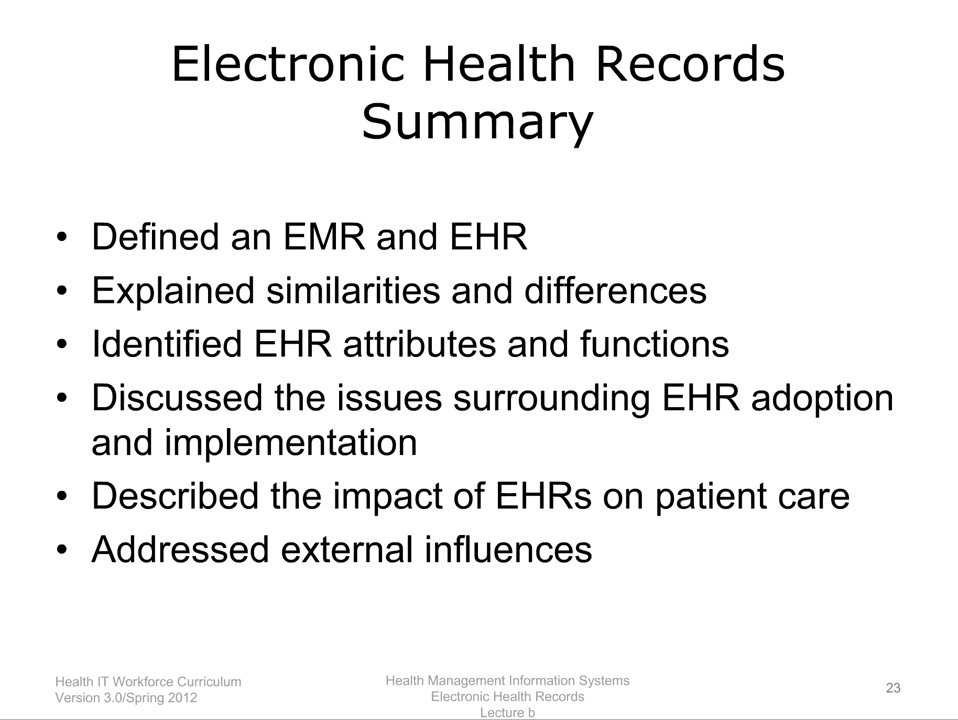 Electronic Health Records
Summary
• Defined an EMR and EHR
• Explained similarities and differences
• Identified EHR attributes and functions
• Discussed the issues surrounding EHR adoption
and implementation
• Described the impact of EHRs on patient care
• Addressed external influences
Health IT Workforce Curriculum
Version 3.0/Spring 2012
Health Management Information Systems
Electronic Health Records
Lecture b
23